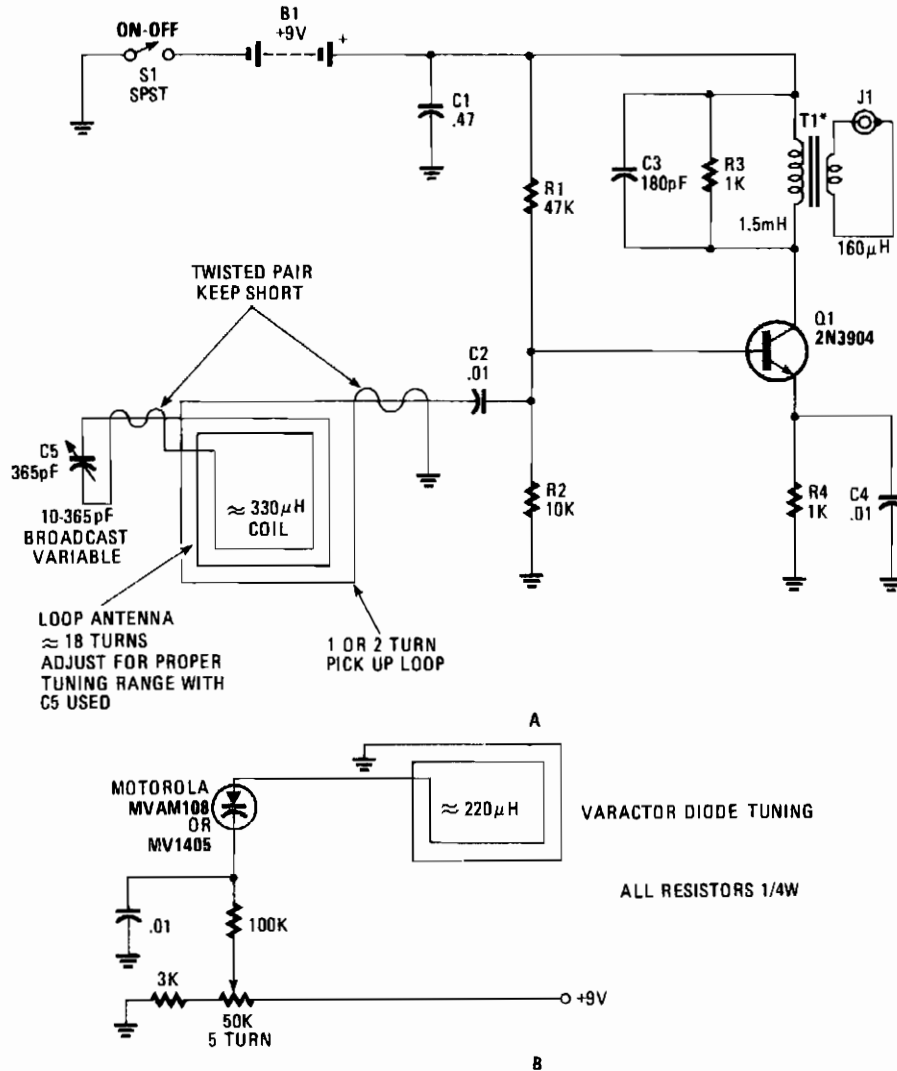 ON-OFF
S1
SPST
B1
+9V
+
C1
.47
R1
47K
C3
180pF
R3
1K
T1*
J1
1.5mH
160µH
TWISTED PAIR
KEEP SHORT
Q1
2N3904
C2
.01
C5
365pF
10-365pF
BROADCAST
VARIABLE
≈ 330µH
COIL
R2
10K
R4
1K
C4
.01
LOOP ANTENNA
≈ 18 TURNS
ADJUST FOR PROPER
TUNING RANGE WITH
C5 USED
1 OR 2 TURN
PICK UP LOOP
A
MOTOROLA
MVAM108
OR
MV1405
≈ 220µH
VARACTOR DIODE TUNING
ALL RESISTORS 1/4W
.01
100K
3K
50K
5 TURN
+9V
B